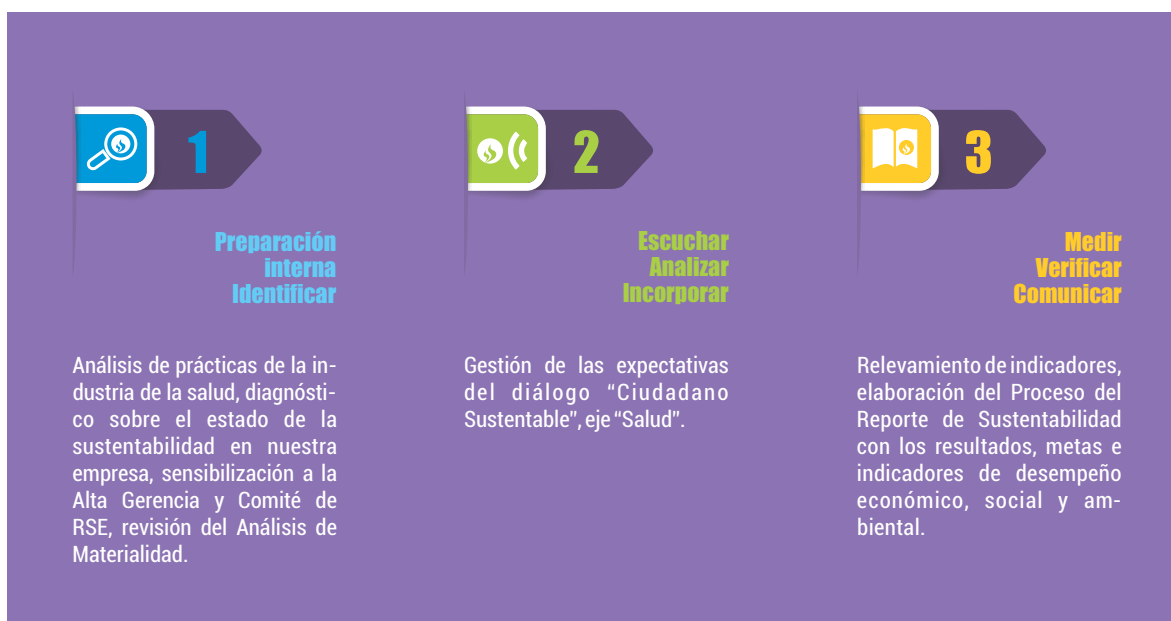 1
Preparación
interna
Identificar
Análisis de prácticas de la in-
dustria de la salud, diagnósti-
co sobre el estado de la
sustentabilidad en nuestra
empresa, sensibilización a la
Alta Gerencia y Comité de
RSE, revisión del Análisis de
Materialidad.
2
Escuchar
Analizar
Incorporar
Gestión de las expectativas
del diálogo “Ciudadano
Sustentable”, eje “Salud”.
3
Medir
Verificar
Comunicar
Relevamiento de indicadores,
elaboración del Proceso del
Reporte de Sustentabilidad
con los resultados, metas e
indicadores de desempeño
económico, social y am-
biental.